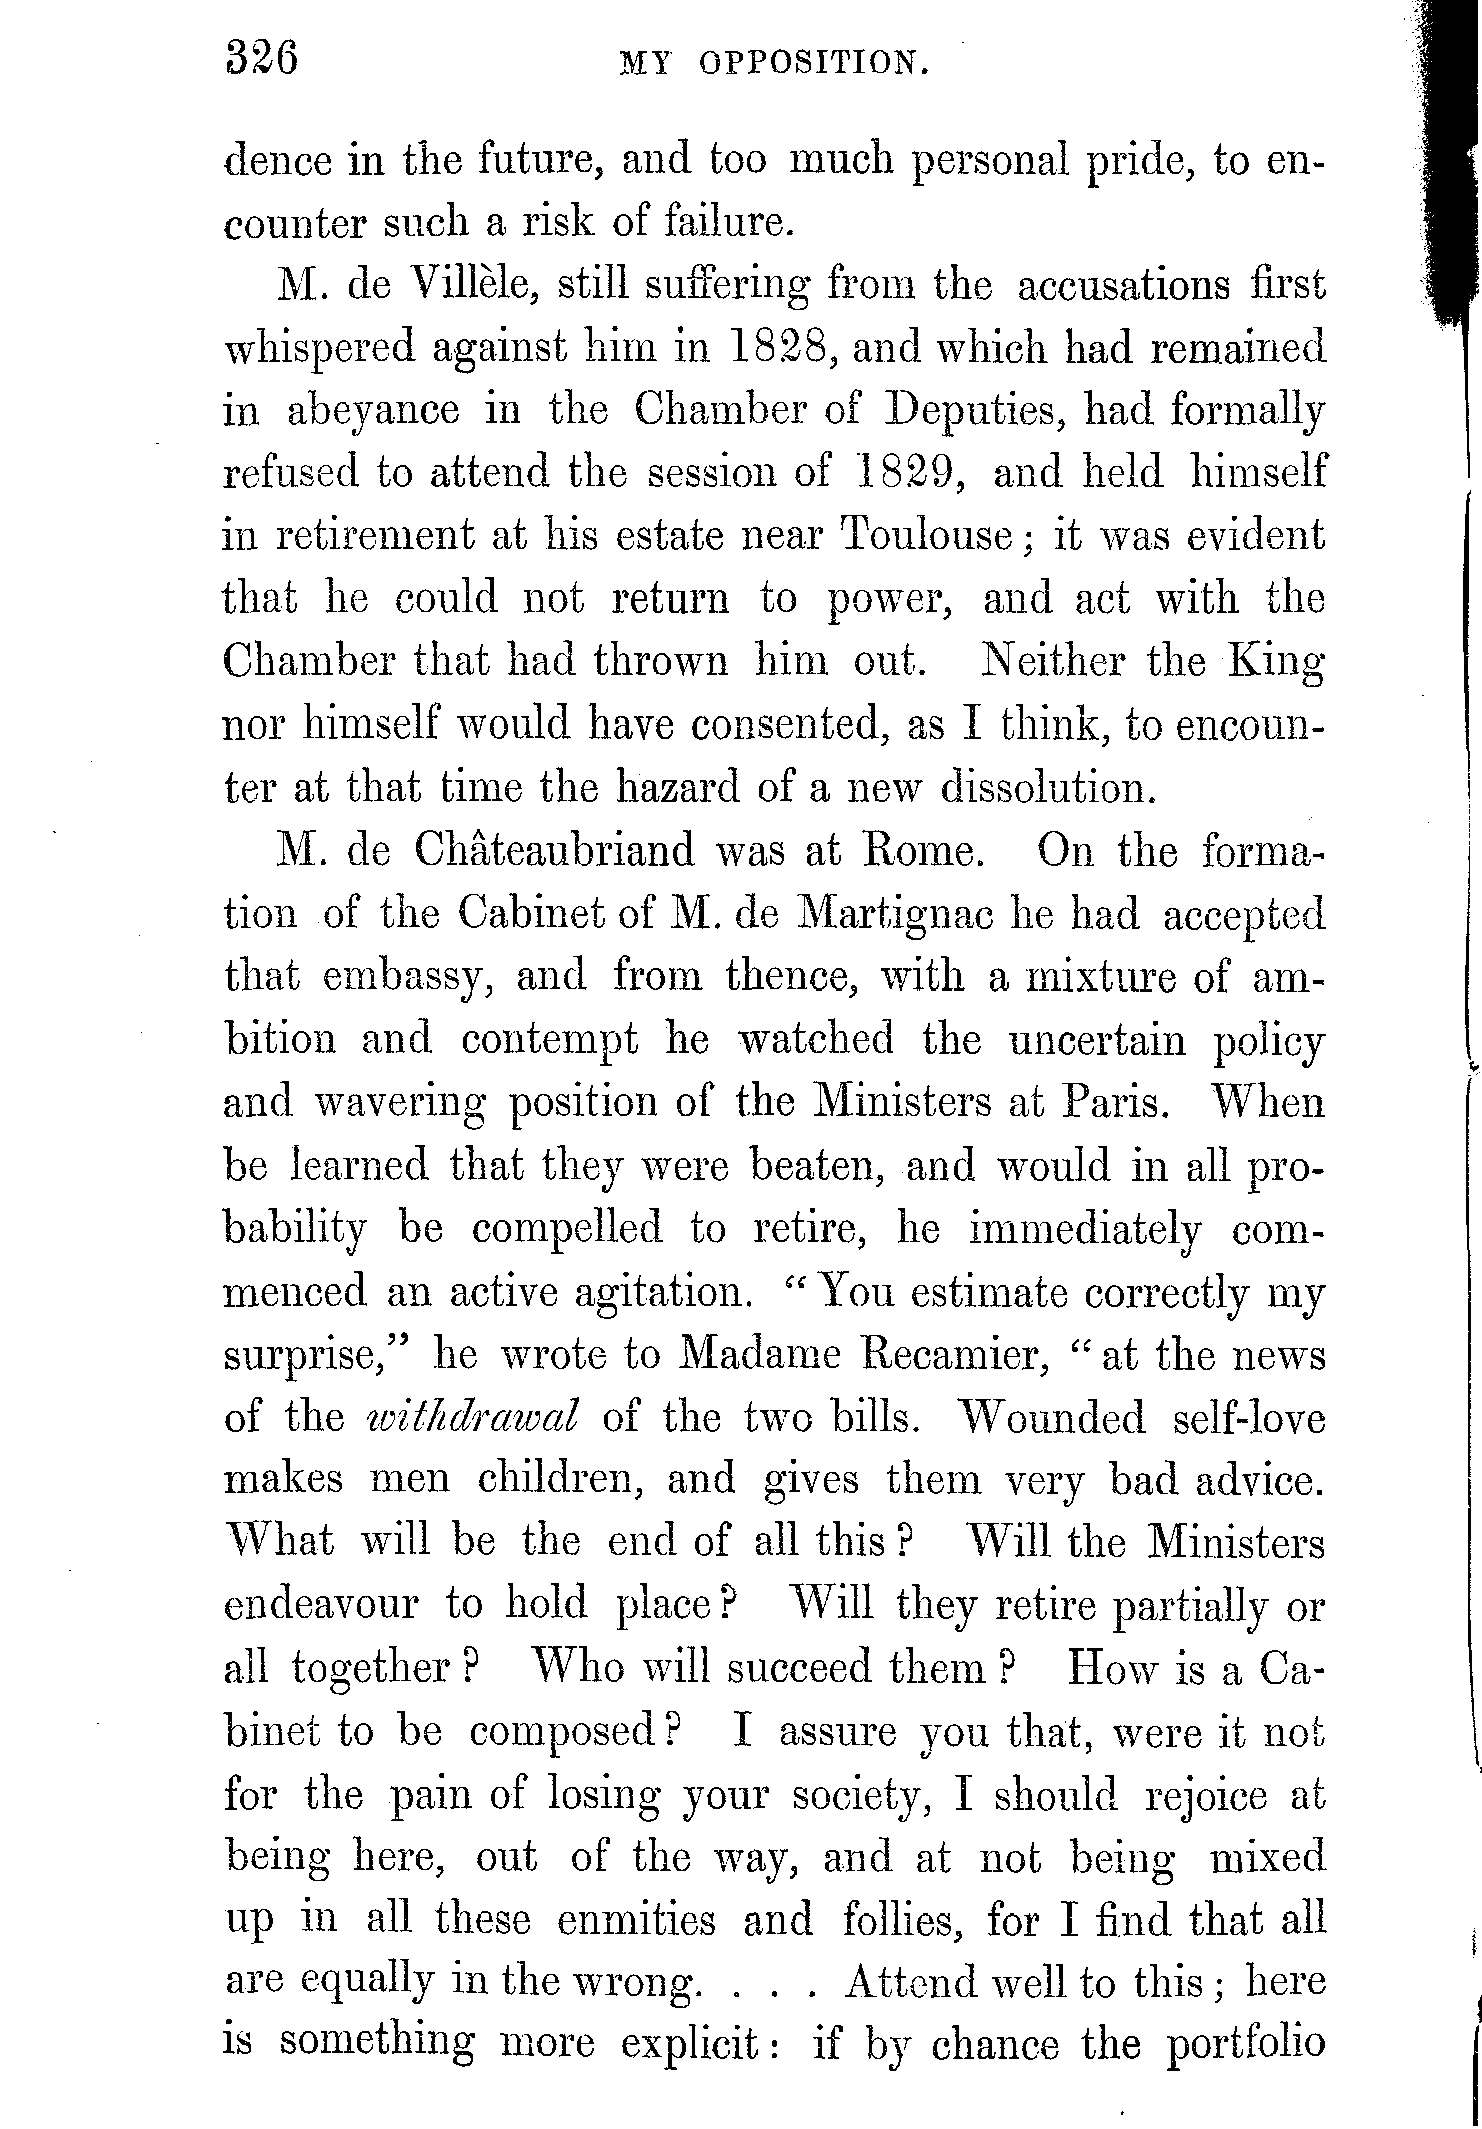 326 MY OPPOSITION.
dence in the future, and too much personal pride, to en-
counter such a risk of failure.
M. de Villèle, still suffering from the accusations first
whispered against him in 1828, and which had remained
in abeyance in the Chamber of Deputies, had formally
refused to attend the session of 1829, and held himself
in retirement at his estate near Toulouse; it was evident
that he could not return to power, and act with the
Chamber that had thrown him out. Neither the King
nor himself would have consented, as I think, to encoun-
ter at that time the hazard of a new dissolution.
M. de Châteaubriand was at Rome. On the forma-
tion of the Cabinet of M. de Martignac he had accepted
that embassy, and from thence, with a mixture of am-
bition and contempt he watched the uncertain policy
and wavering position of the Ministers at Paris. When
be learned that they were beaten, and would in all pro-
bability be compelled to retire, he immediately com-
menced an active agitation. “You estimate correctly my
surprise,” he wrote to Madame Recamier, “at the news
of the withdrawal of the two bills. Wounded self-love
makes men children, and gives them very bad advice.
What will be the end of all this? Will the Ministers
endeavour to hold place? Will they retire partially or
all together? Who will succeed them? How is a Ca-
binet to be composed? I assure you that, were it not
for the pain of losing your society, I should rejoice at
being here, out of the way, and at not being mixed
up in all these enmities and follies, for I find that all
are equally in the wrong. . . . Attend well to this; here
is something more explicit: if by chance the portfolio